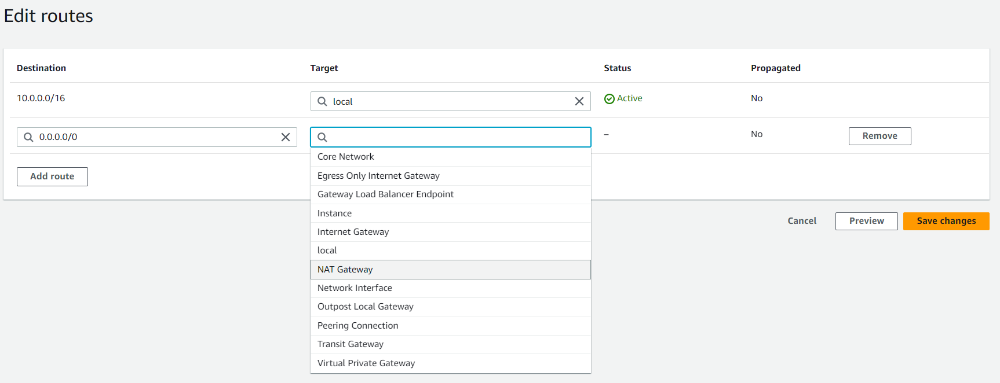 Edit routes
Destination Target Status Propagated
10.0.0.0/16 local Active No
0.0.0.0/0 – No Remove
Core Network
Egress Only Internet Gateway
Add route
Gateway Load Balancer Endpoint
Instance
Cancel Preview Save changes
Internet Gateway
local
NAT Gateway
Network Interface
Outpost Local Gateway
Peering Connection
Transit Gateway
Virtual Private Gateway